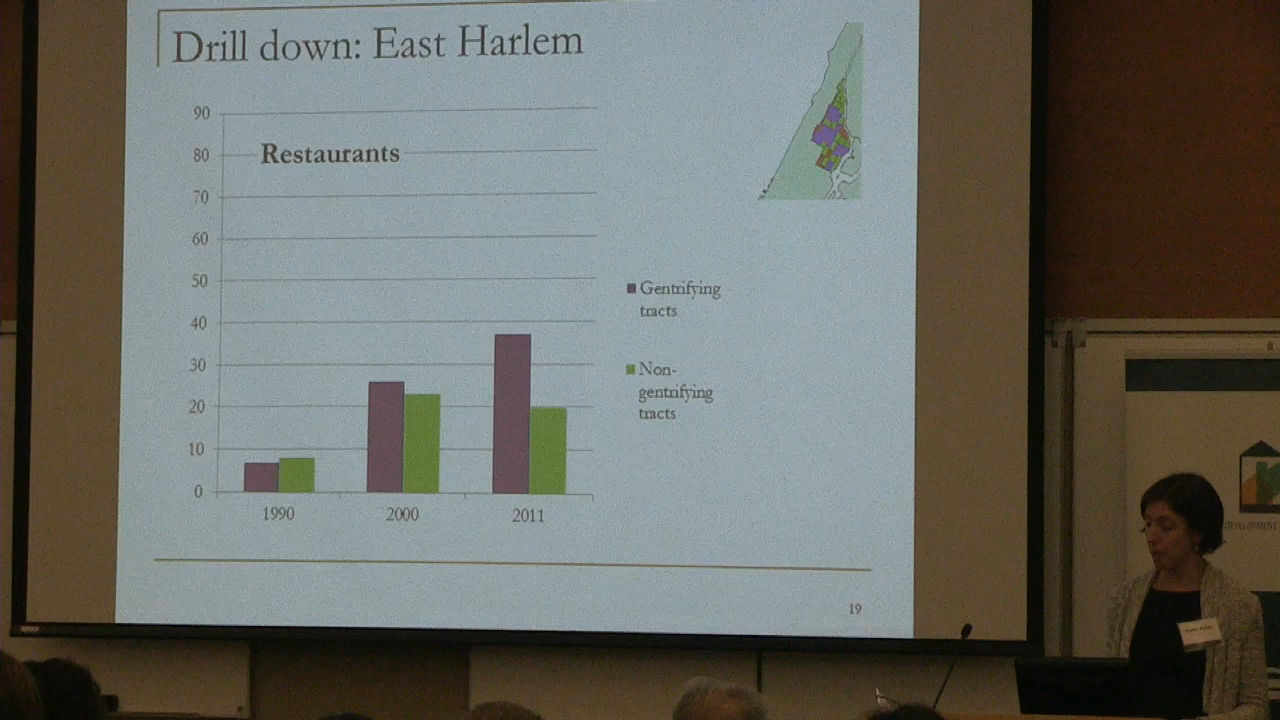 Drill down: East Harlem
90
80
Restaurants
70
60
50
40
30
20
10
0
1990
2000
2011
Gentrifying
tracts
Non-
gentrifying
tracts
19
DEVELOPMENT